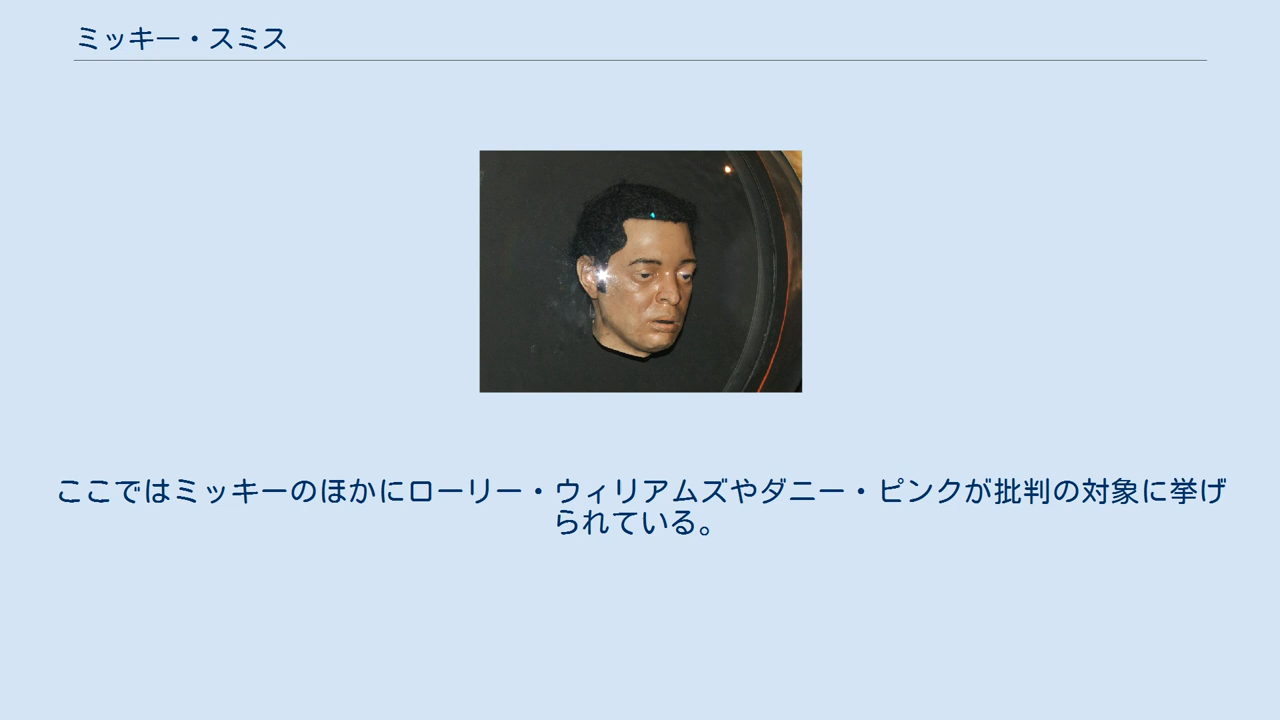 ミッキー・スミス
ここではミッキーのほかにローリー・ウィリアムズやダニー・ピンクが批判の対象に挙げ
られている。